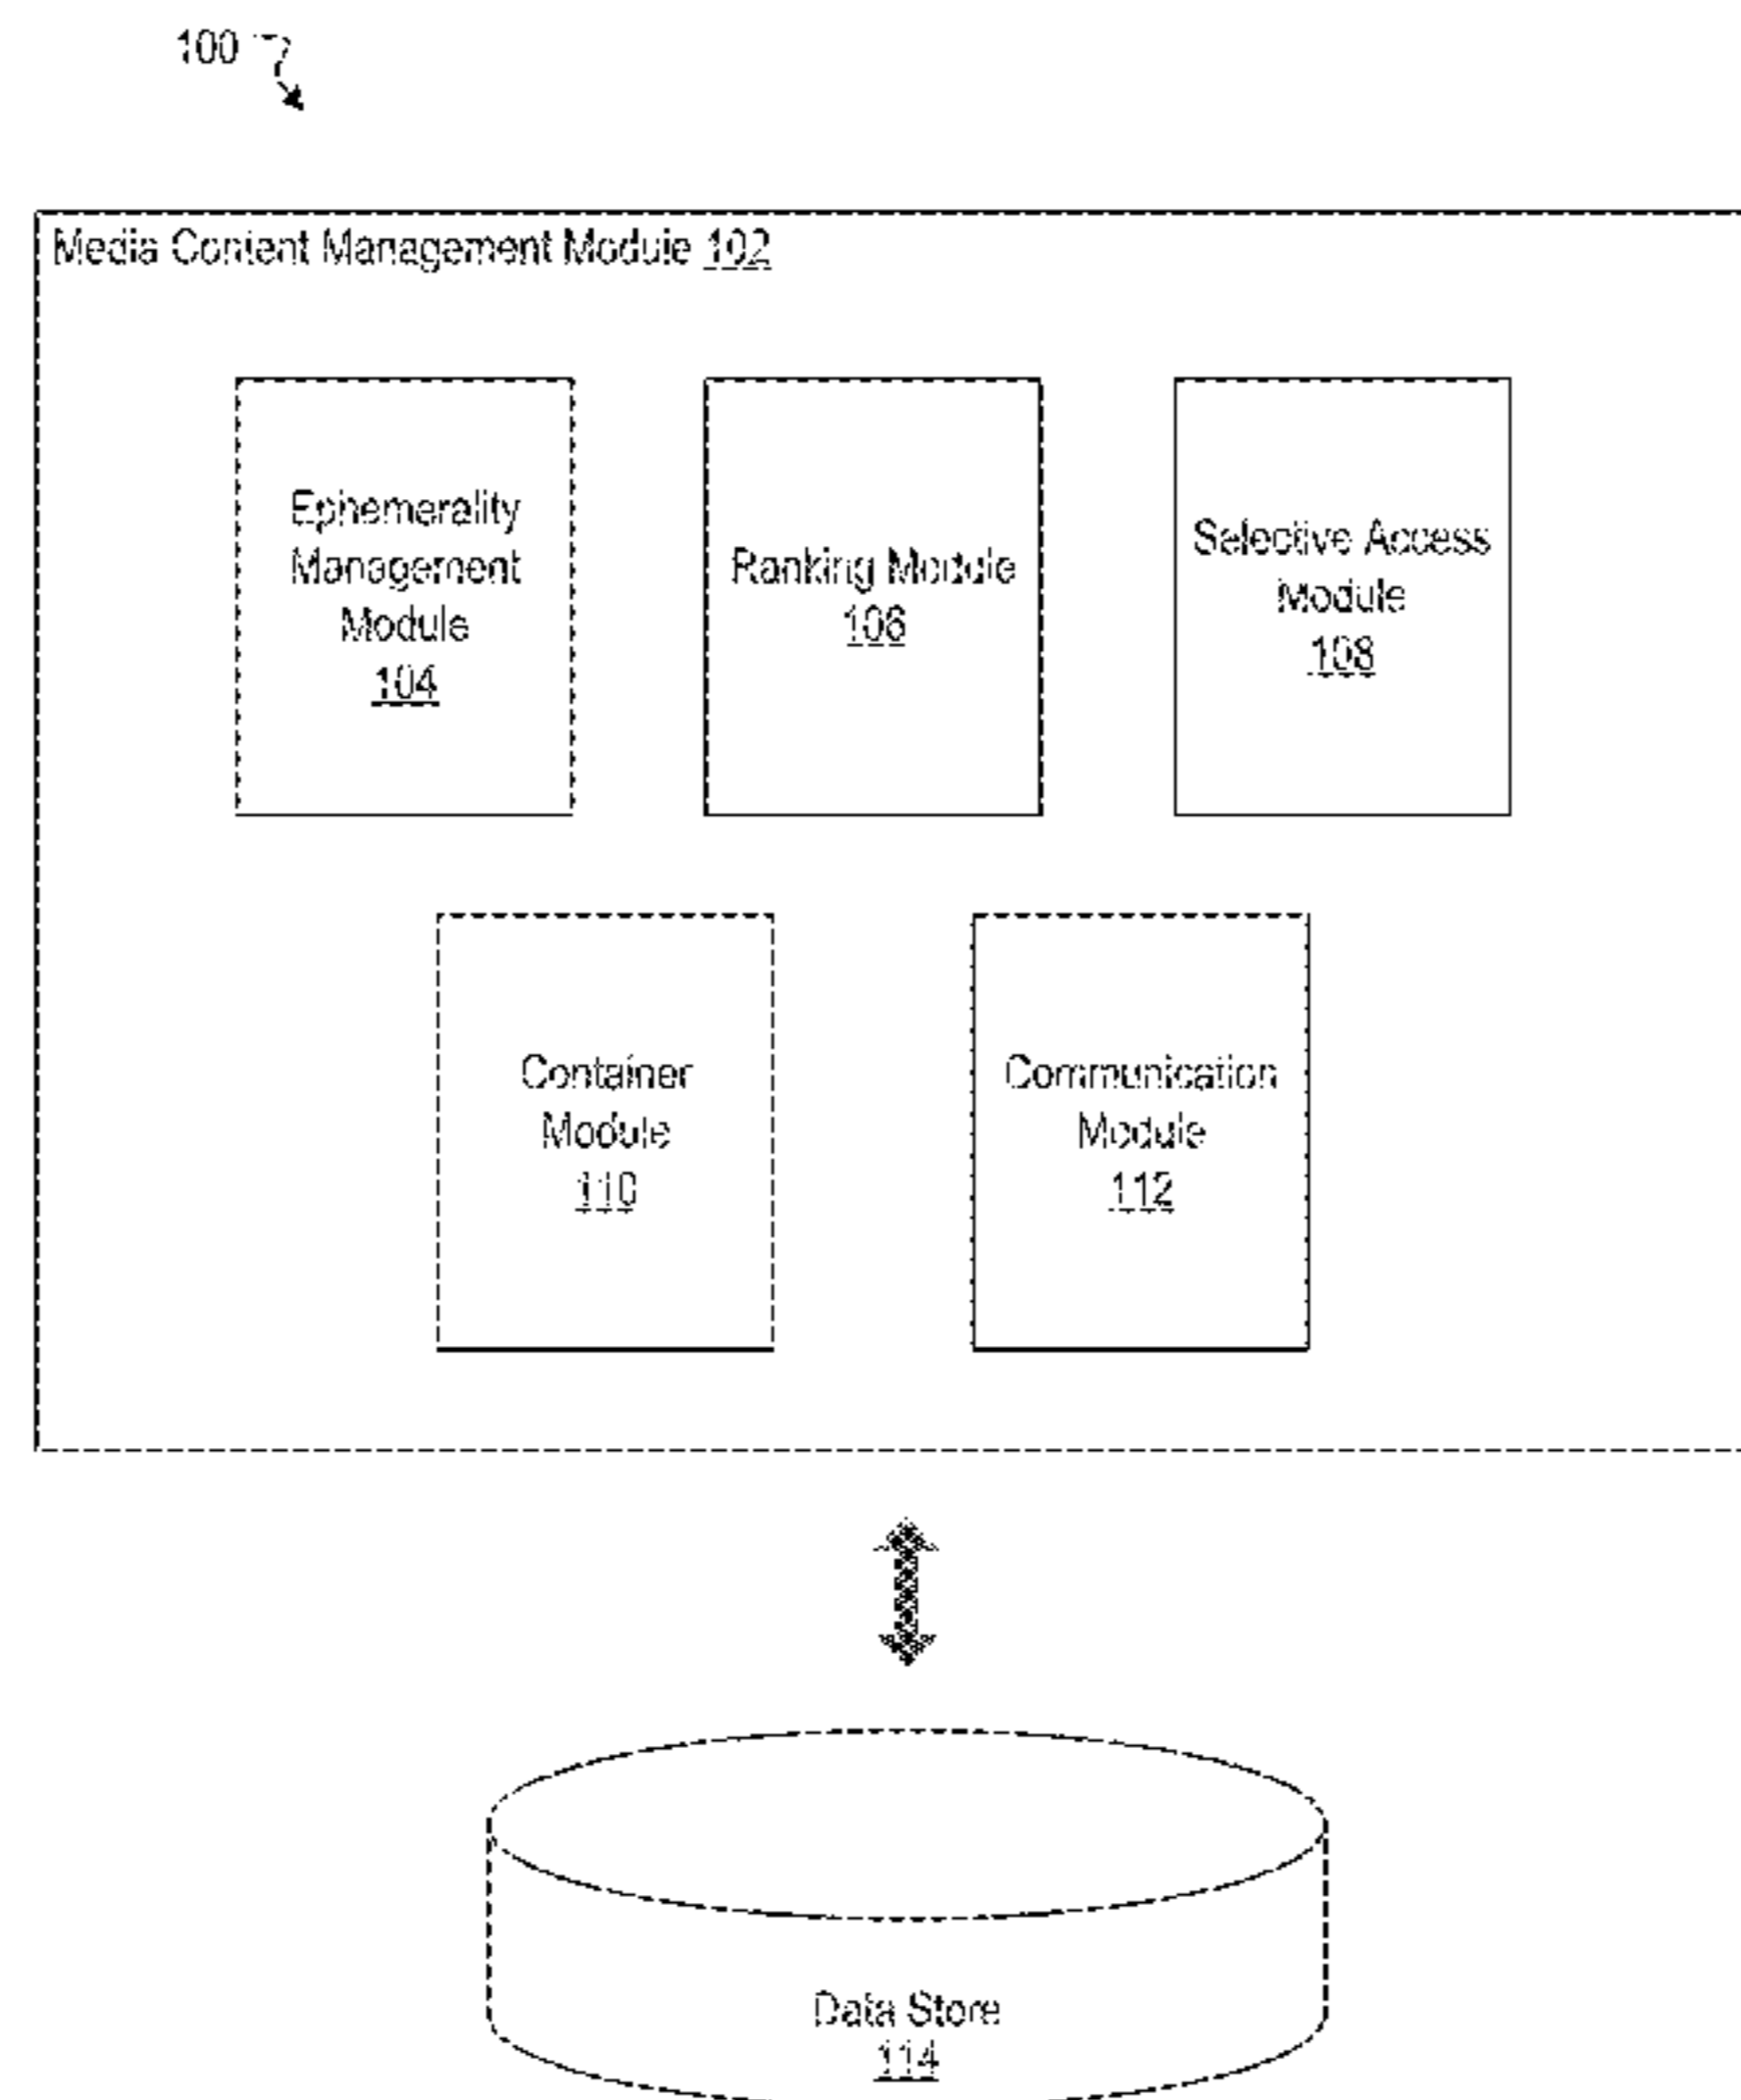 100
Media Content Management Module 102
Ephemerality
Management
Module
104
Ranking Module
106
Selective Access
Module
108
Container
Module
110
Communication
Module
112
Data Store
114